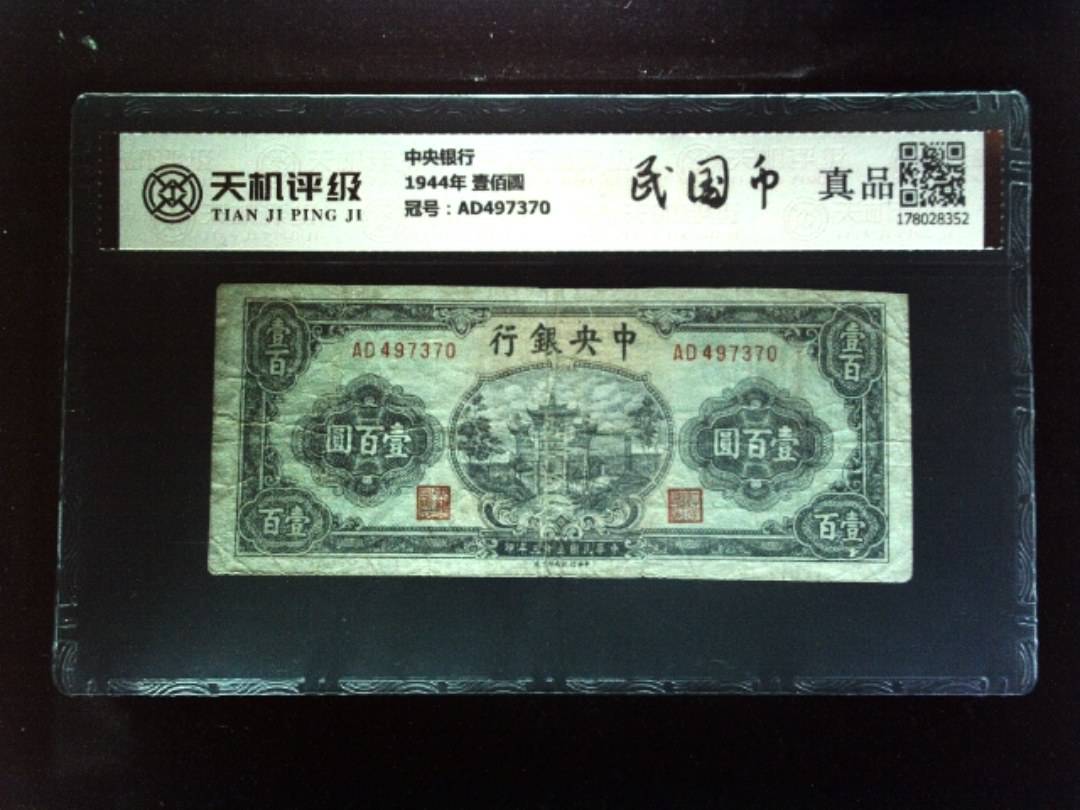 天机评级
TIAN JI PING JI
中央银行
1944年 壹佰圆
冠号：AD497370
民国币
真品
178028352
行銀央中
AD497370
AD497370
壹百
壹百
圓百壹
圓百壹
百壹
百壹